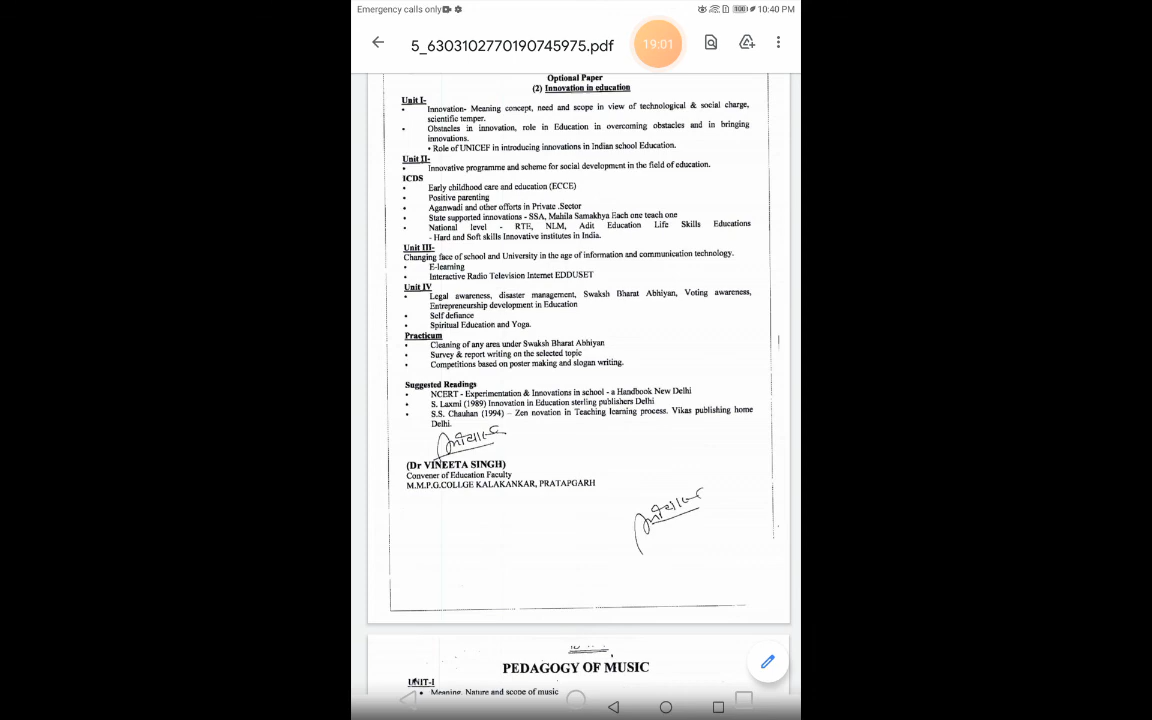 Emergency calls only
100
10:40 PM
5_6303102770190745975.pdf
19:01
Optional Paper
(2) Innovation in education
Unit I-
• Innovation- Meaning concept, need and scope in view of technological & social charge,
scientific temper.
• Obstacles in innovation, role in Education in overcoming obstacles and in bringing
innovations.
• Role of UNICEF in introducing innovations in Indian school Education.
Unit II-
• Innovative programme and scheme for social development in the field of education.
ICDS
• Early childhood care and education (ECCE)
• Positive parenting
• Aganwadi and other offorts in Private .Sector
• State supported innovations - SSA, Mahila Samakhya Each one teach one
• National level - RTE, NLM, Adit Education Life Skills Educations
- Hard and Soft skills Innovative institutes in India.
Unit III-
Changing face of school and University in the age of information and communication technology.
• E-learning
• Interactive Radio Television Internet EDDUSET
Unit IV
• Legal awareness, disaster management, Swaksh Bharat Abhiyan, Voting awareness,
Entrepreneurship development in Education
• Self defiance
• Spiritual Education and Yoga.
Practicum
• Cleaning of any area under Swaksh Bharat Abhiyan
• Survey & report writing on the selected topic
• Competitions based on poster making and slogan writing.
Suggested Readings
• NCERT - Experimentation & Innovations in school - a Handbook New Delhi
• S. Laxmi (1989) Innovation in Education sterling publishers Delhi
• S.S. Chauhan (1994) – Zen novation in Teaching learning process. Vikas publishing home
Delhi.
(Dr VINEETA SINGH)
Convener of Education Faculty
M.M.P.G.COLLGE KALAKANKAR, PRATAPGARH
PEDAGOGY OF MUSIC
UNIT-I
• Meaning, Nature and scope of music